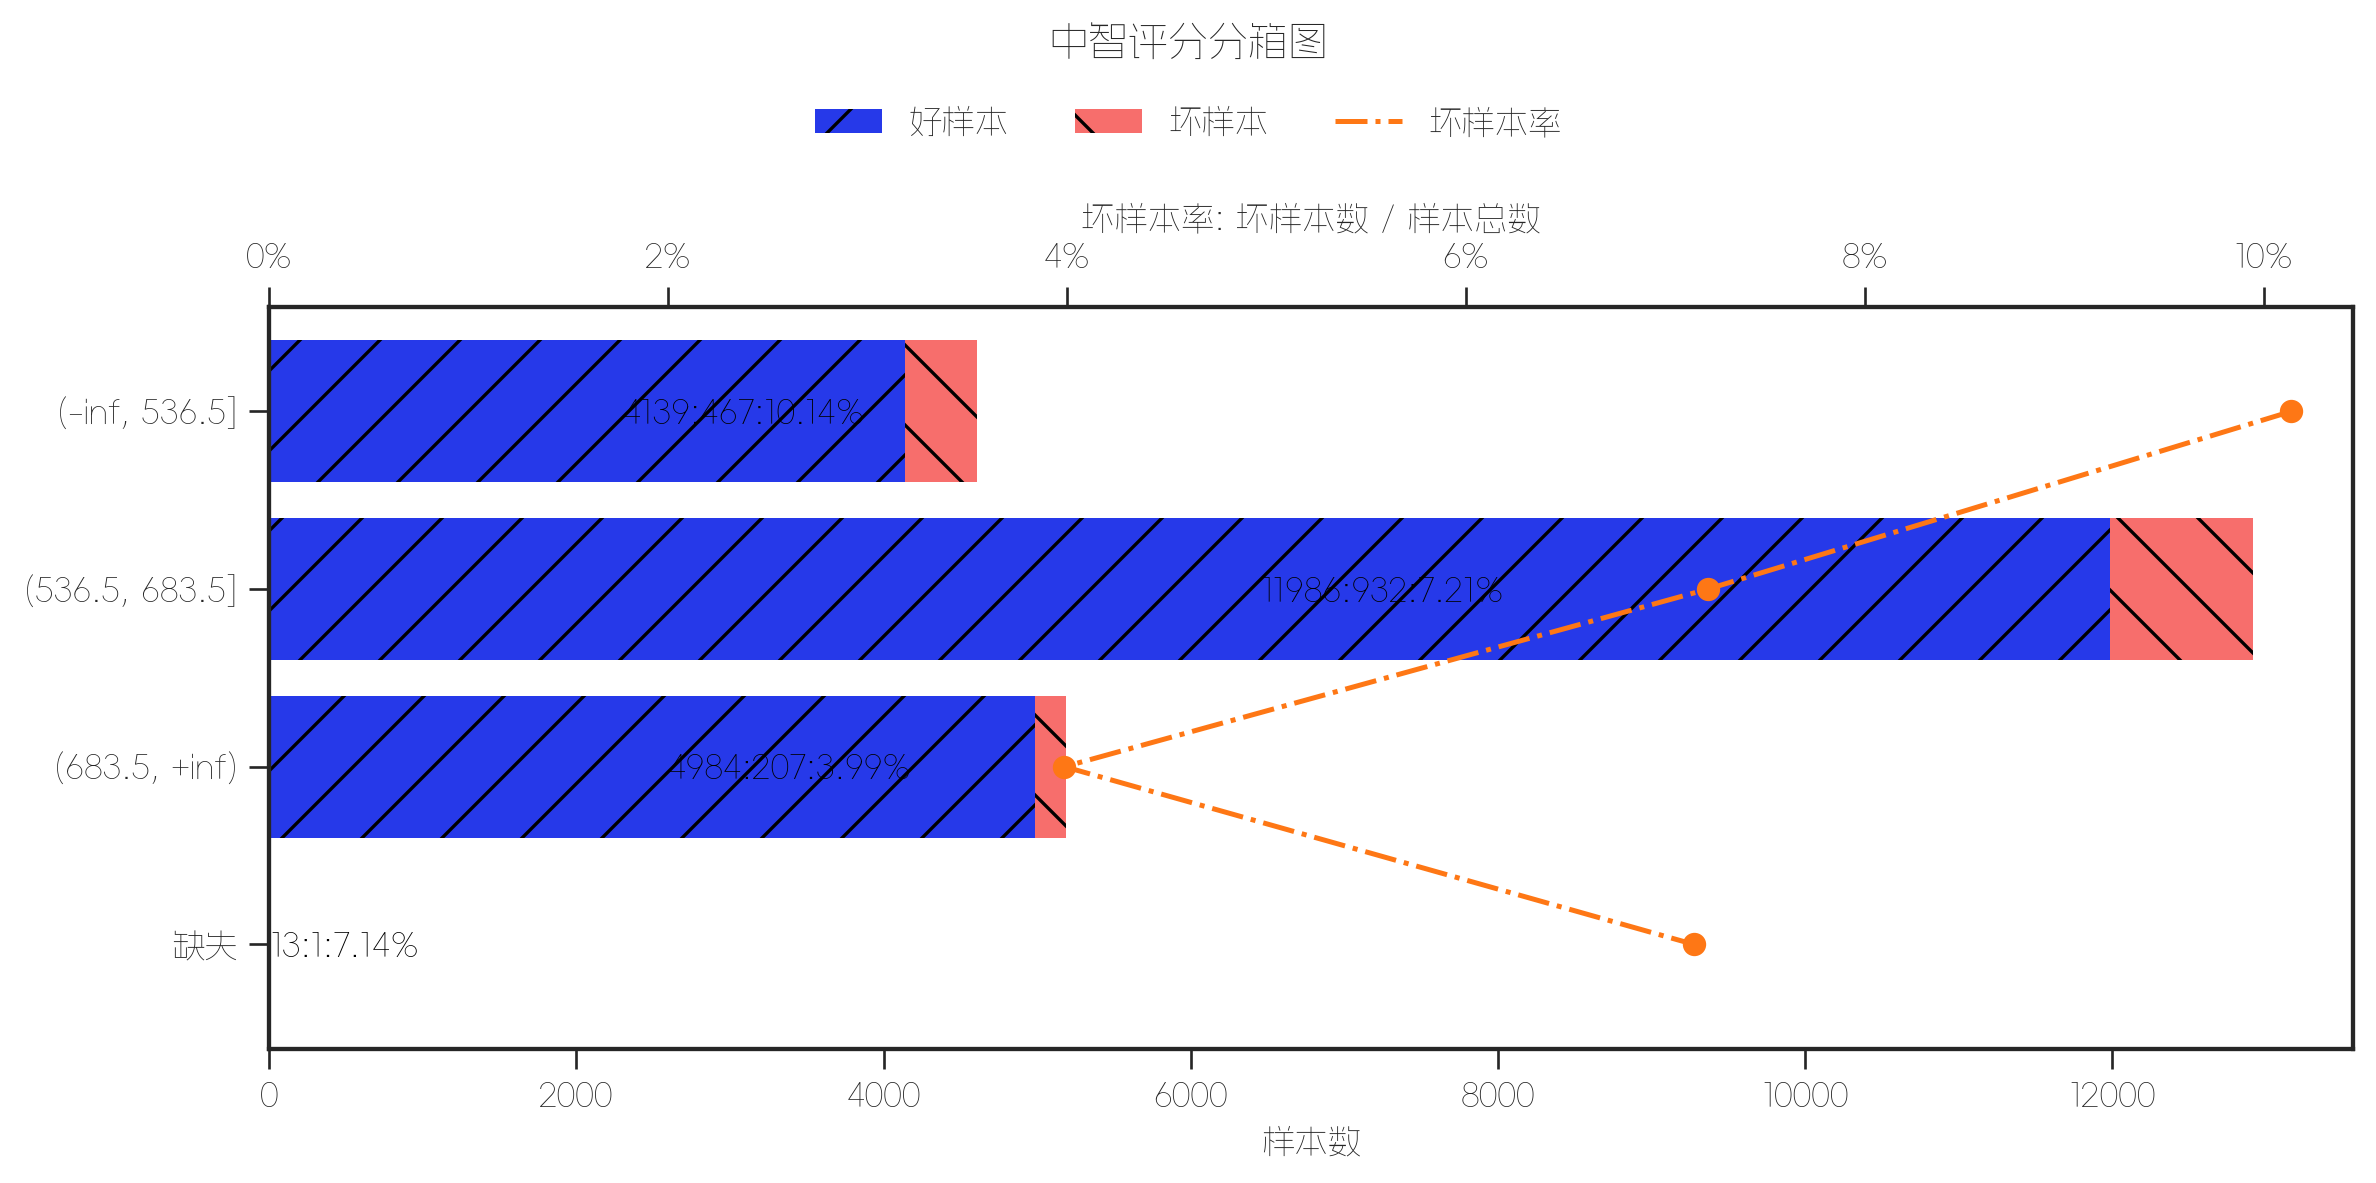 中智评分分箱图
好样本 坏样本 坏样本率
坏样本率: 坏样本数 / 样本总数
0% 2% 4% 6% 8% 10%
(-inf, 536.5] 4139:467:10.14%
(536.5, 683.5] 11986:932:7.21%
(683.5, +inf) 4984:207:3.99%
缺失 13:1:7.14%
0 2000 4000 6000 8000 10000 12000
样本数